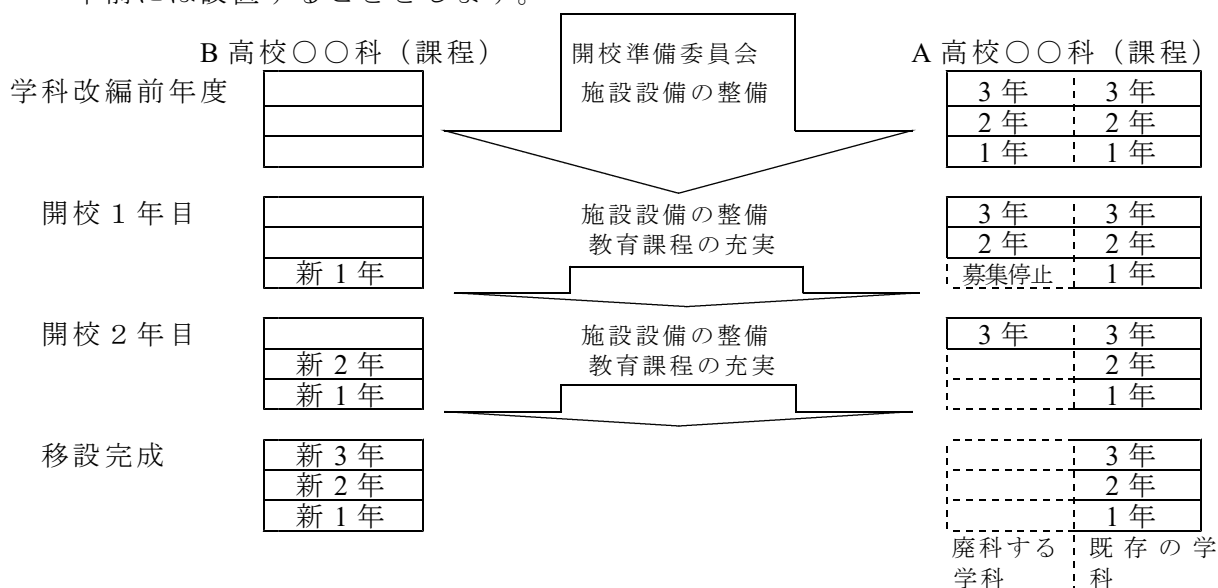 年前には設置することをとします。
B 高校○○科（課程） 開校準備委員会 A 高校○○科（課程）
学科改編前年度 施設設備の整備 3 年 3 年
2 年 2 年
1 年 1 年
開校 1 年目 施設設備の整備 3 年 3 年
教育課程の充実 2 年 2 年
新 1 年 募集停止 1 年
開校 2 年目 施設設備の整備 3 年 3 年
新 2 年 教育課程の充実 2 年
新 1 年 1 年
移設完成 新 3 年 3 年
新 2 年 2 年
新 1 年 1 年
廃科する 既存の学
学科 科